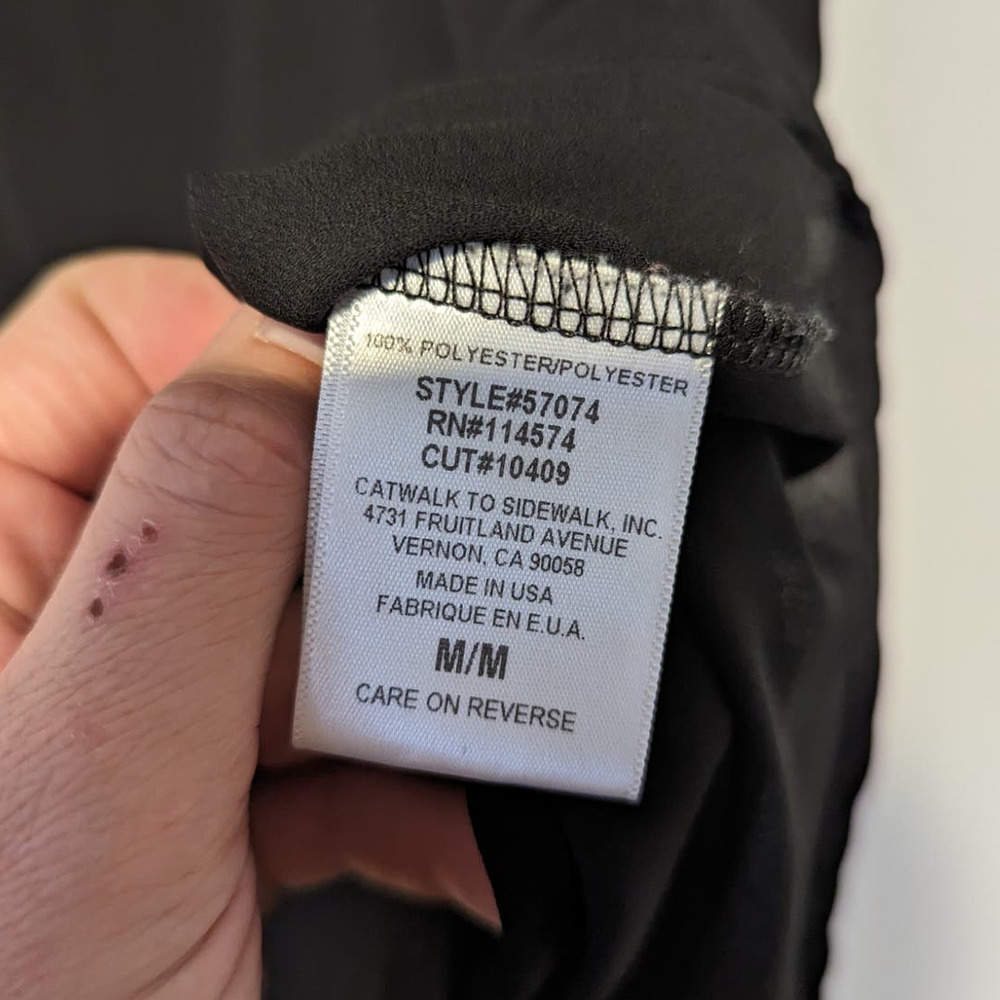 100% POLYESTER/POLYESTER
STYLE#57074
RN#114574
CUT#10409
CATWALK TO SIDEWALK, INC.
4731 FRUITLAND AVENUE
VERNON, CA 90058
MADE IN USA
FABRIQUE EN E.U.A.
M/M
CARE ON REVERSE